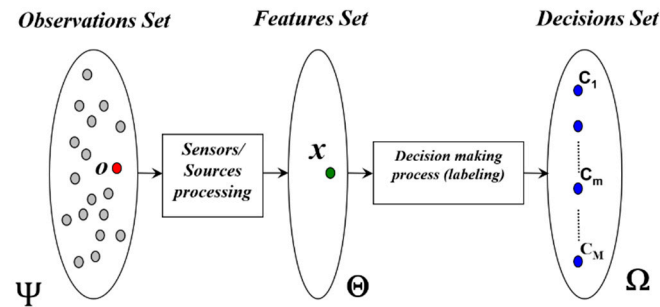 Observations Set
Features Set
Decisions Set
C1
Sensors/
Sources
processing
x
Decision making
process (labeling)
o
Cm
CM
Ψ
Θ
Ω